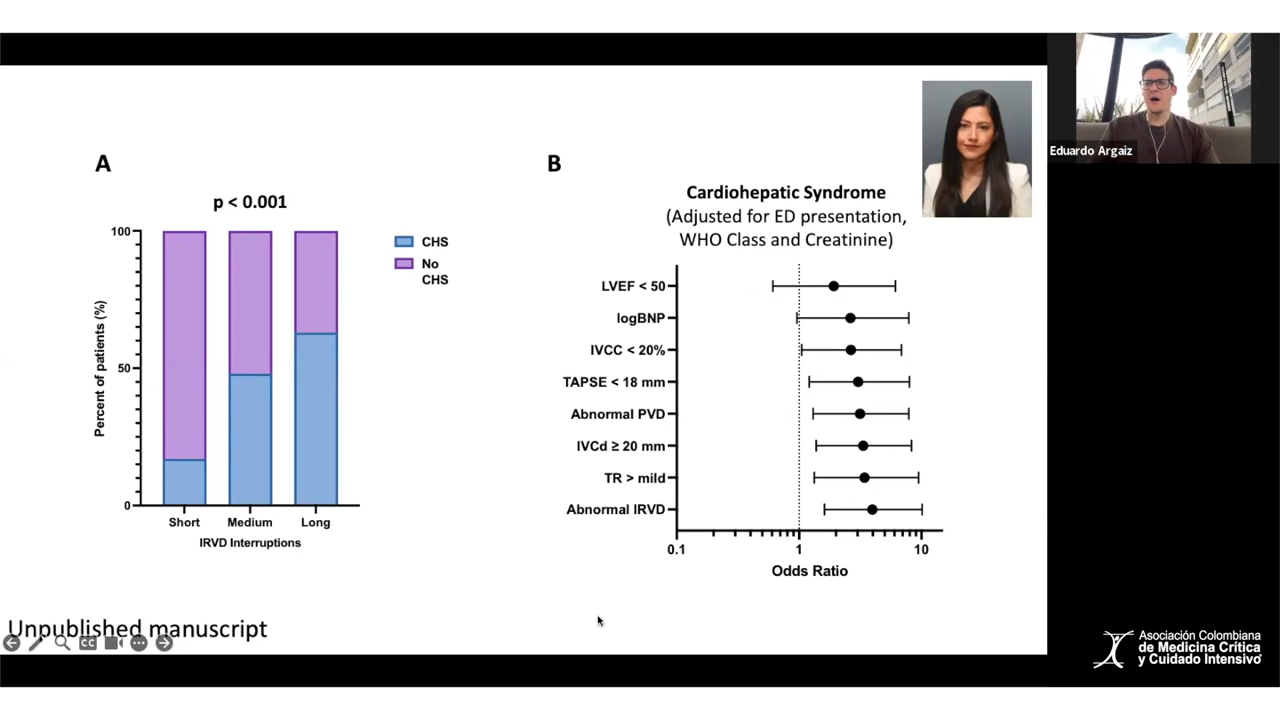 A
p < 0.001
100
50
0
Percent of patients (%)
Short
Medium
Long
IRVD Interruptions
CHS
No
CHS
B
Cardiohepatic Syndrome
(Adjusted for ED presentation,
WHO Class and Creatinine)
LVEF < 50
logBNP
IVCC < 20%
TAPSE < 18 mm
Abnormal PVD
IVCd ≥ 20 mm
TR > mild
Abnormal IRVD
0.1
1
10
Odds Ratio
Unpublished manuscript
CC
Eduardo Argaiz
Asociación Colombiana
de Medicina Crítica
y Cuidado Intensivo